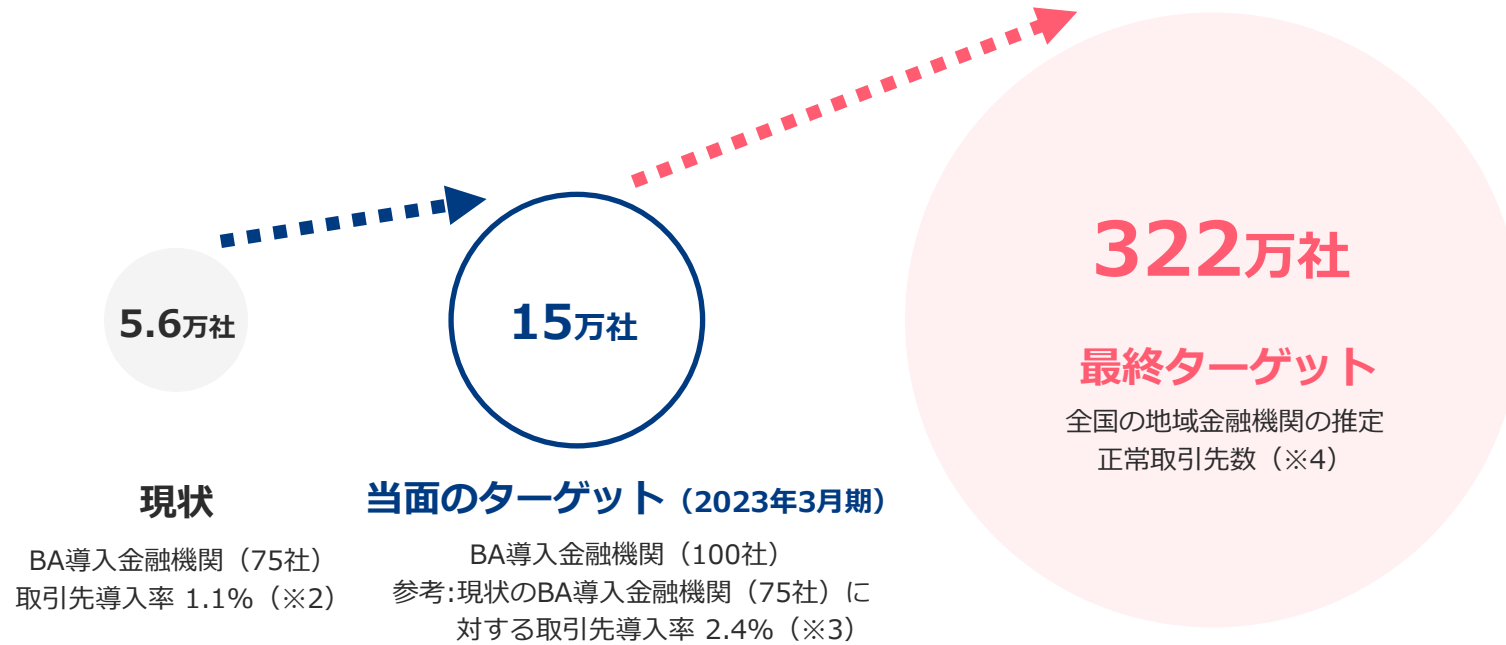 5.6万社
現状
BA導入金融機関（75社）
取引先導入率 1.1%（※2）
15万社
当面のターゲット（2023年3月期）
BA導入金融機関（100社）
参考:現状のBA導入金融機関（75社）に
対する取引先導入率 2.4%（※3）
322万社
最終ターゲット
全国の地域金融機関の推定
正常取引先数（※4）